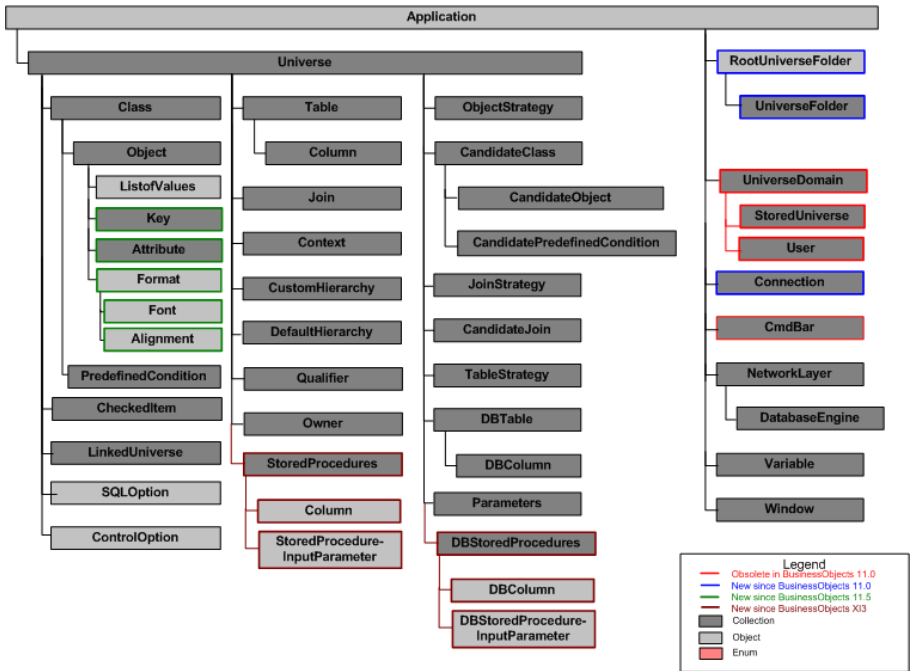 Application
Universe
Class
Object
ListofValues
Key
Attribute
Format
Font
Alignment
PredefinedCondition
CheckedItem
LinkedUniverse
SQLOption
ControlOption
Table
Column
Join
Context
CustomHierarchy
DefaultHierarchy
Qualifier
Owner
StoredProcedures
Column
StoredProcedure-
InputParameter
ObjectStrategy
CandidateClass
CandidateObject
CandidatePredefinedCondition
JoinStrategy
CandidateJoin
TableStrategy
DBTable
DBColumn
Parameters
DBStoredProcedures
DBColumn
DBStoredProcedure-
InputParameter
RootUniverseFolder
UniverseFolder
UniverseDomain
StoredUniverse
User
Connection
CmdBar
NetworkLayer
DatabaseEngine
Variable
Window
Legend
Obsolete in BusinessObjects 11.0
New since BusinessObjects 11.0
New since BusinessObjects 11.5
New since BusinessObjects XI3
Collection
Object
Enum